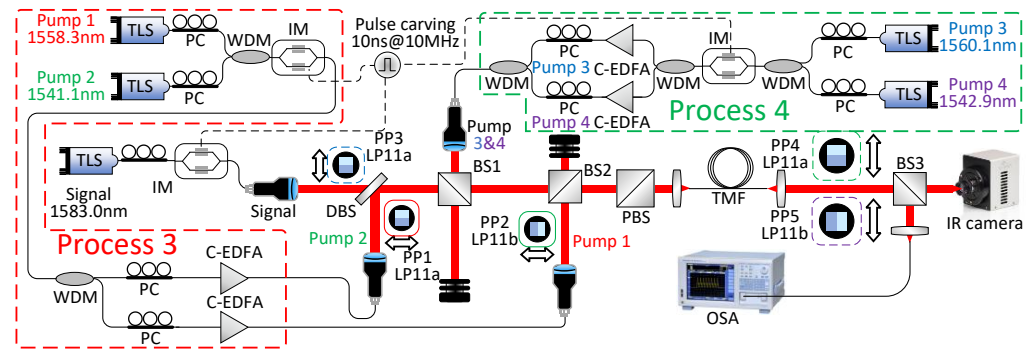 Pump 1
1558.3nm
TLS
PC
WDM
IM
Pump 2
1541.1nm
TLS
PC
Pulse carving
10ns@10MHz
PC
Pump 3
C-EDFA
WDM
PC
Pump 4
C-EDFA
WDM
IM
WDM
PC
TLS
Pump 3
1560.1nm
PC
TLS
Pump 4
1542.9nm
Process 4
TLS
PC
IM
Signal
1583.0nm
Signal
Process 3
PP3
LP11a
DBS
Pump 2
PP1
LP11a
Pump
3&4
BS1
PP2
LP11b
BS2
Pump 1
PBS
TMF
PP4
LP11a
PP5
LP11b
BS3
IR camera
OSA
WDM
PC
C-EDFA
PC
C-EDFA